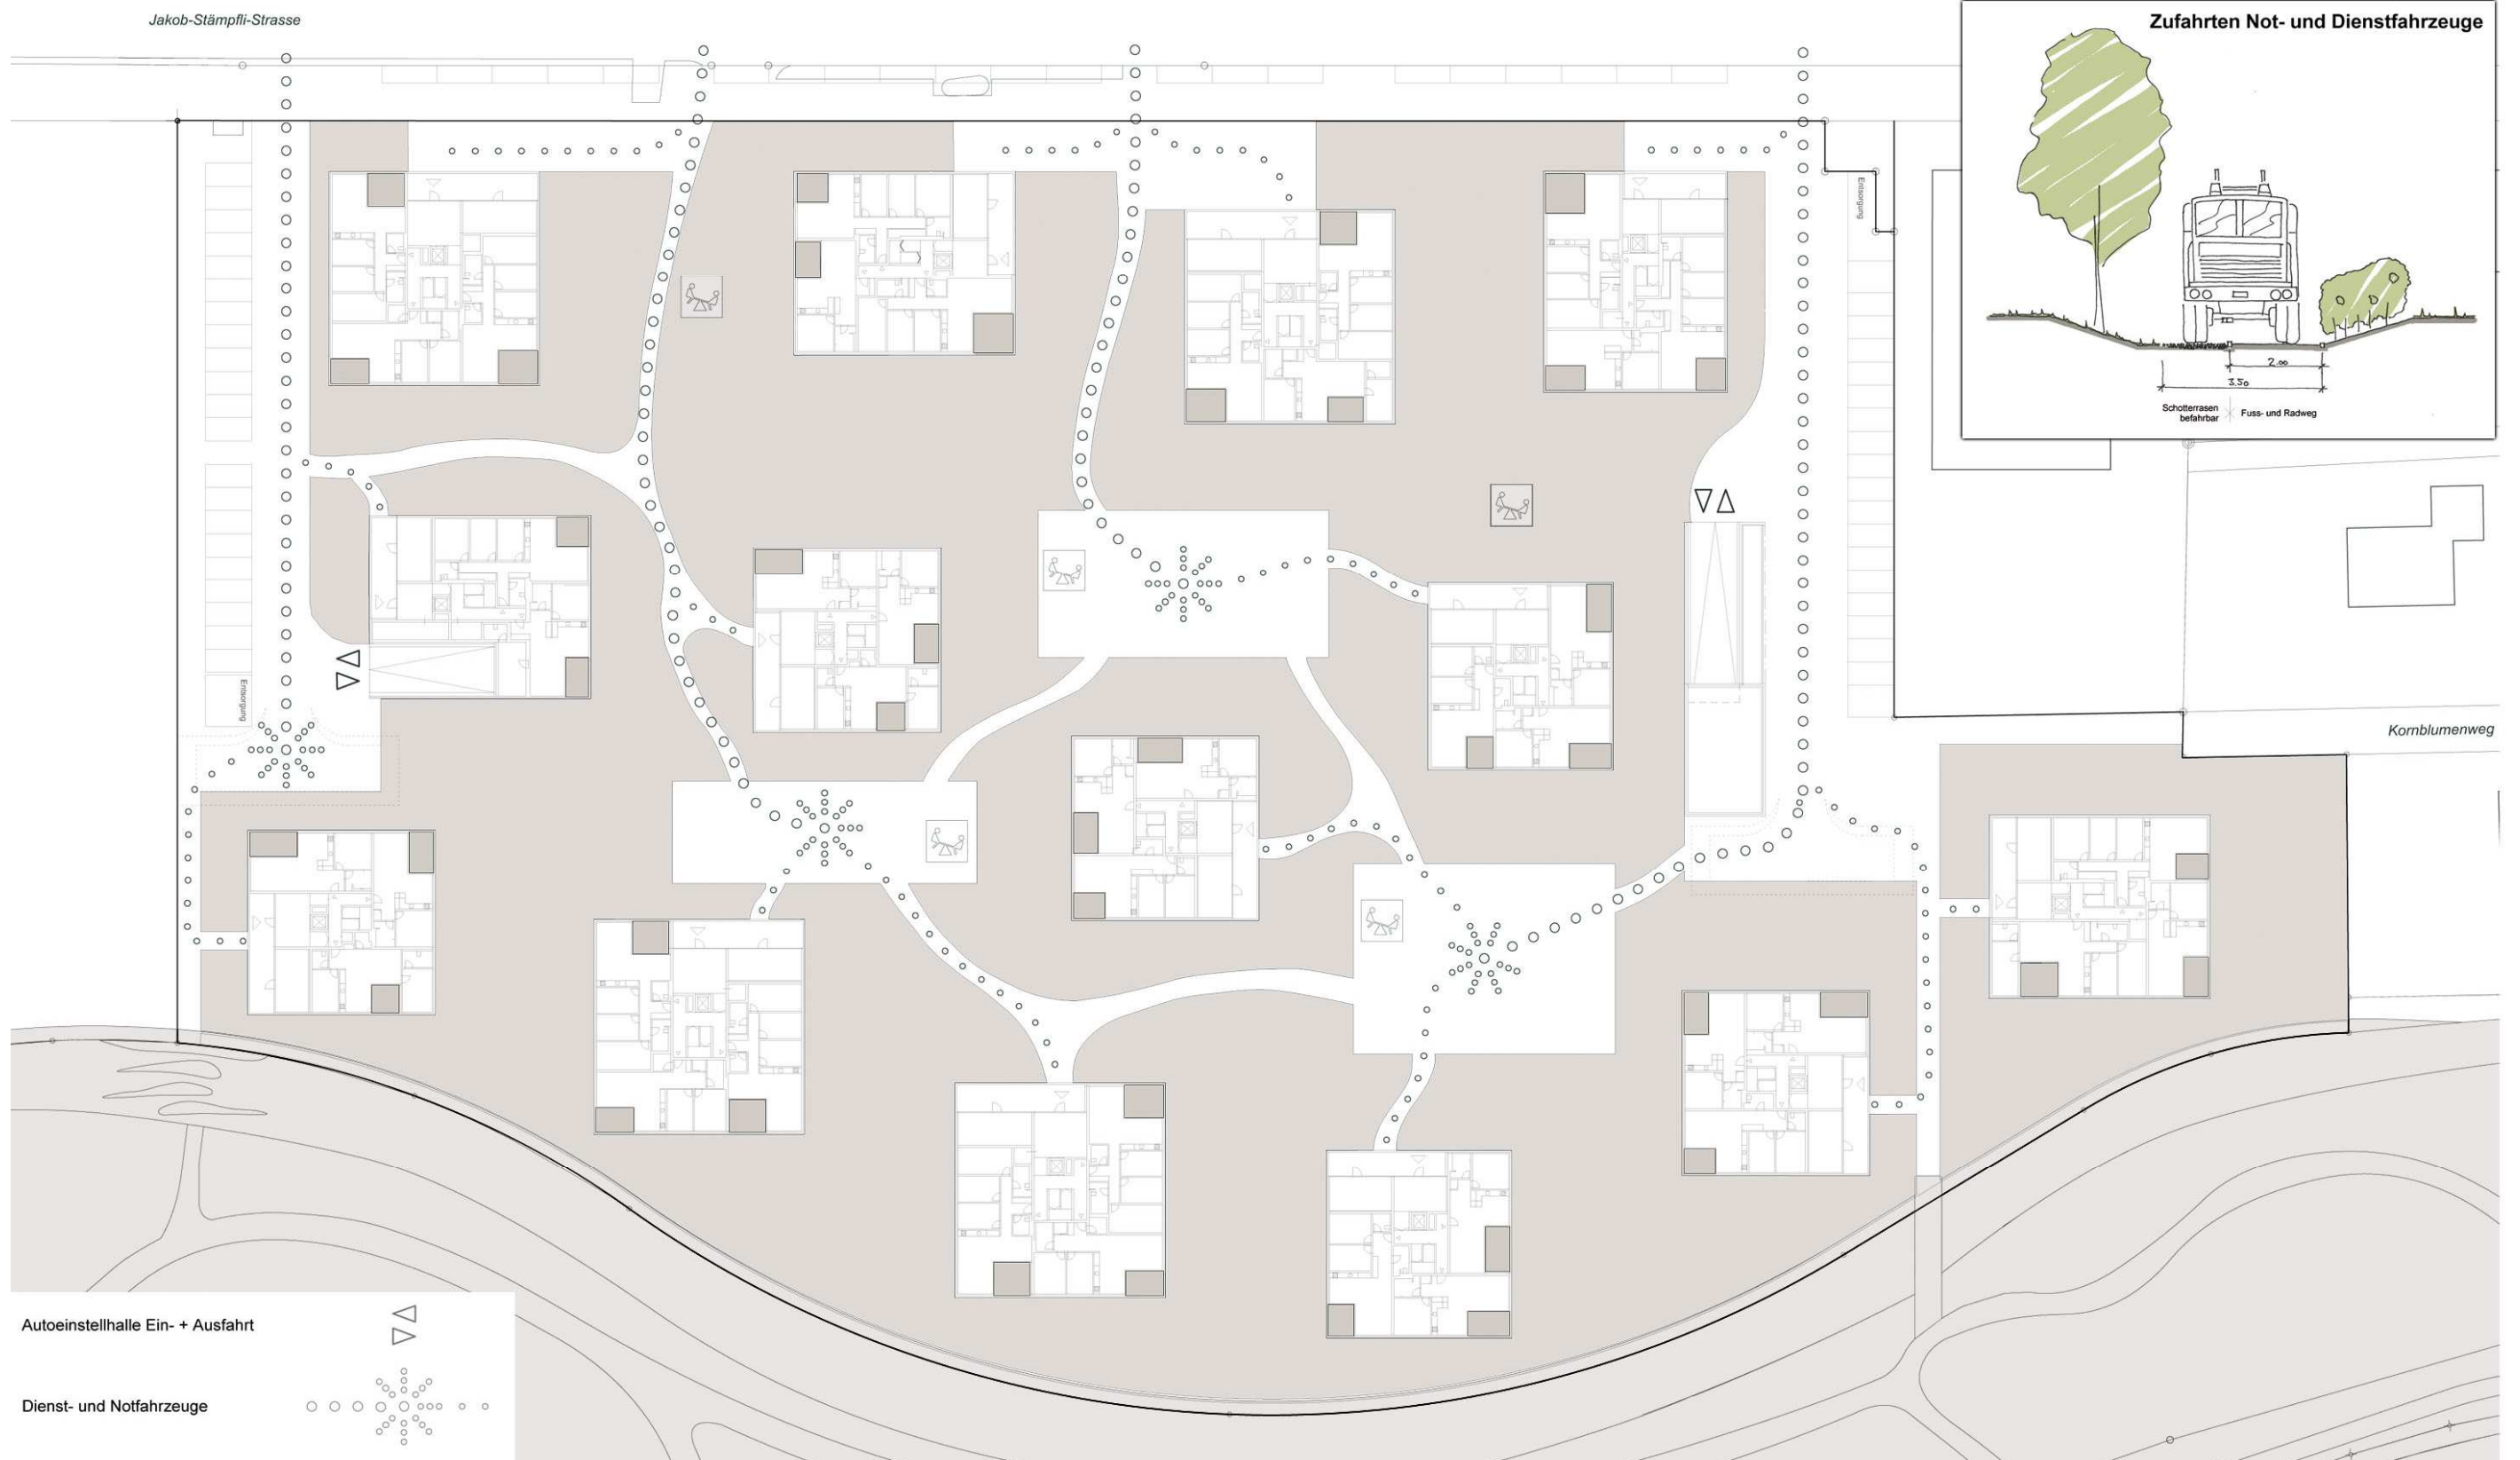 Jakob-Stämpfli-Strasse
Zufahrten Not- und Dienstfahrzeuge
2.00
3.50
Schotterrasen
befahrbar
Fuss- und Radweg
Entsorgung
Entsorgung
Kornblumenweg
Autoeinstellhalle Ein- + Ausfahrt
Dienst- und Notfahrzeuge